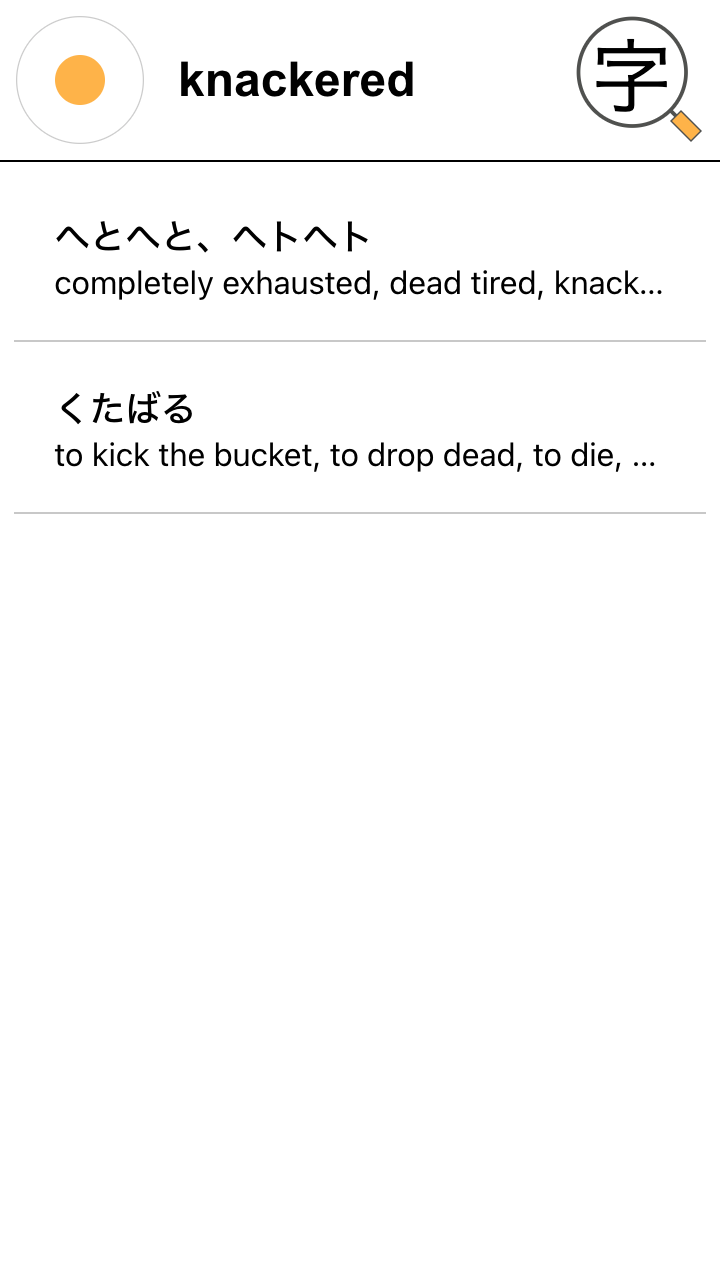 knackered
字
へとへと、ヘトヘト
completely exhausted, dead tired, knack...
くたばる
to kick the bucket, to drop dead, to die, ...